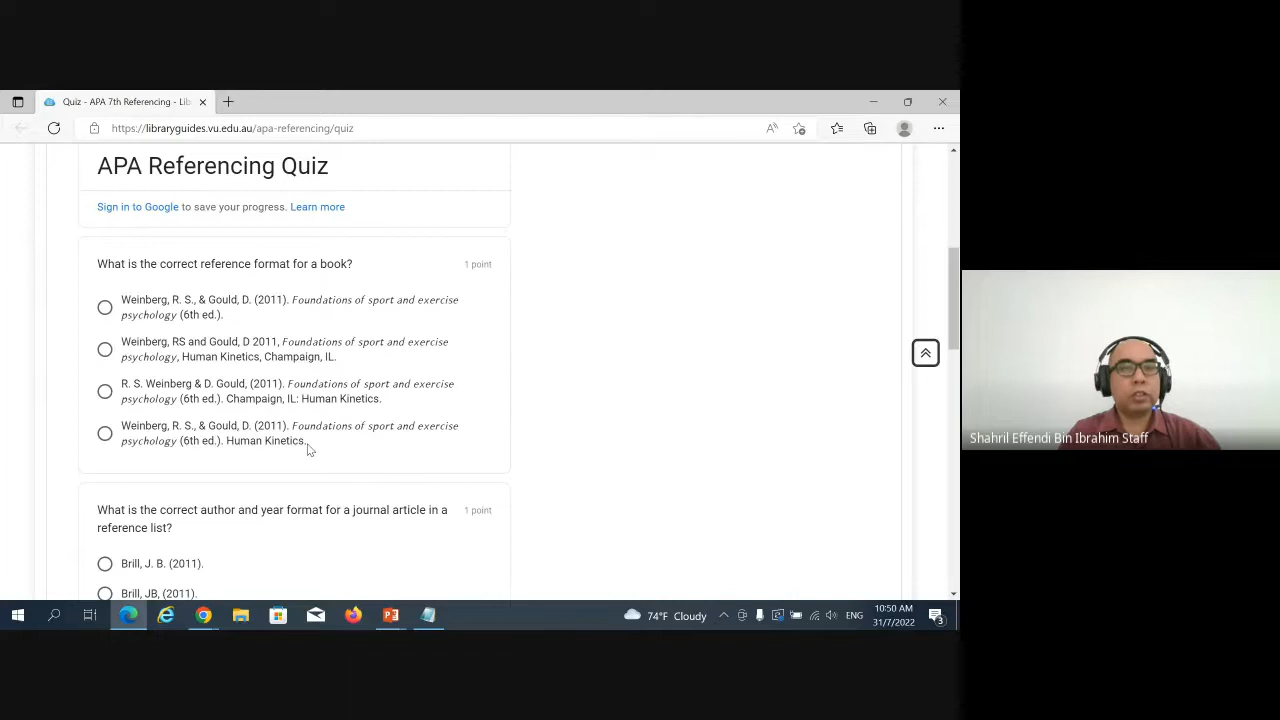 Quiz - APA 7th Referencing - Lib
https://libraryguides.vu.edu.au/apa-referencing/quiz
APA Referencing Quiz
Sign in to Google to save your progress. Learn more
What is the correct reference format for a book?
1 point
Weinberg, R. S., & Gould, D. (2011). Foundations of sport and exercise
psychology (6th ed.).
Weinberg, RS and Gould, D 2011, Foundations of sport and exercise
psychology, Human Kinetics, Champaign, IL.
R. S. Weinberg & D. Gould, (2011). Foundations of sport and exercise
psychology (6th ed.). Champaign, IL: Human Kinetics.
Weinberg, R. S., & Gould, D. (2011). Foundations of sport and exercise
psychology (6th ed.). Human Kinetics.
What is the correct author and year format for a journal article in a
reference list?
1 point
Brill, J. B. (2011).
Brill, JB, (2011).
Shahril Effendi Bin Ibrahim Staff
74°F Cloudy
ENG
10:50 AM
31/7/2022
3